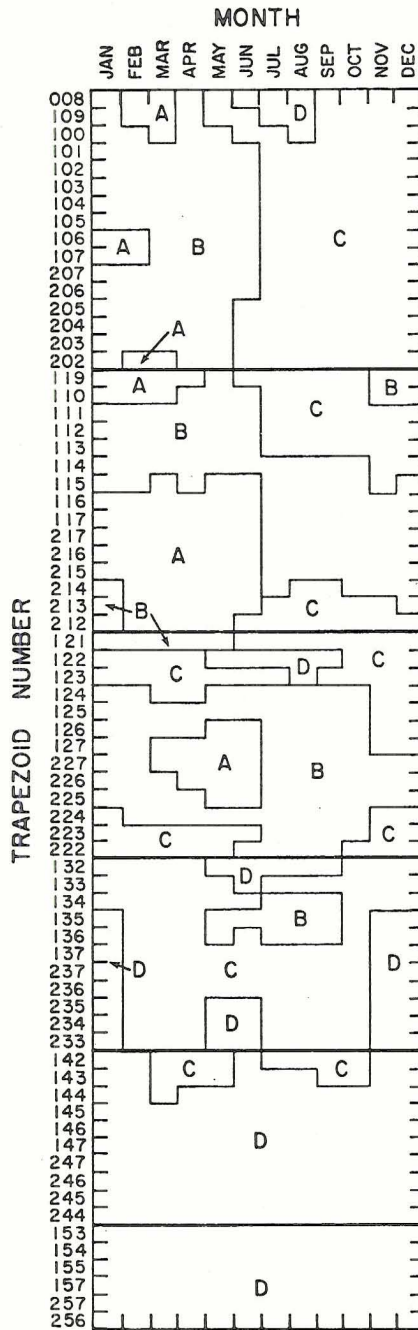 MONTH
JAN FEB MAR APR MAY JUN JUL AUG SEP OCT NOV DEC
TRAPEZOID NUMBER
008
109 A D
100
101
102
103
104
105
106 A B C
107
207
206
205
204 A
203
202
119
110 A B
111 C
112 B
113
114
115
116
117
217
216 A
215
214
213 B C
212
121
122 D C
123 C
124
125
126
127
227 A B
226
225
224
223 C C
222
132
133 D
134
135 B
136
137
237 D C D
236
235
234 D
233
142 C C
143
144
145
146
147 D
247
246
245
244
153
154
155
157 D
257
256